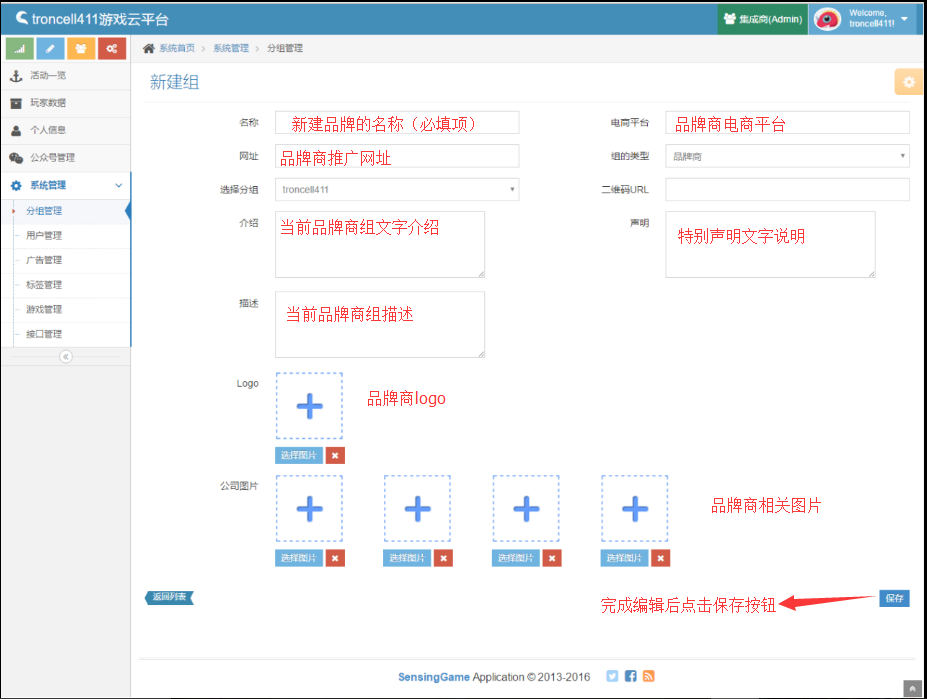 troncell411游戏云平台
集成商(Admin)
Welcome,
troncell411!
系统首页 > 系统管理 > 分组管理
活动一览
玩家数据
个人信息
公众号管理
系统管理
分组管理
用户管理
广告管理
标签管理
游戏管理
接口管理
新建组
名称 新建品牌的名称（必填项） 电商平台 品牌商电商平台
网址 品牌商推广网址 组的类型 品牌商
选择分组 troncell411 二维码URL
介绍 当前品牌商组文字介绍 声明 特别声明文字说明
描述 当前品牌商组描述
Logo 品牌商logo
选择图片
公司图片 品牌商相关图片
选择图片 选择图片 选择图片 选择图片
返回列表 完成编辑后点击保存按钮 保存
SensingGame Application © 2013-2016